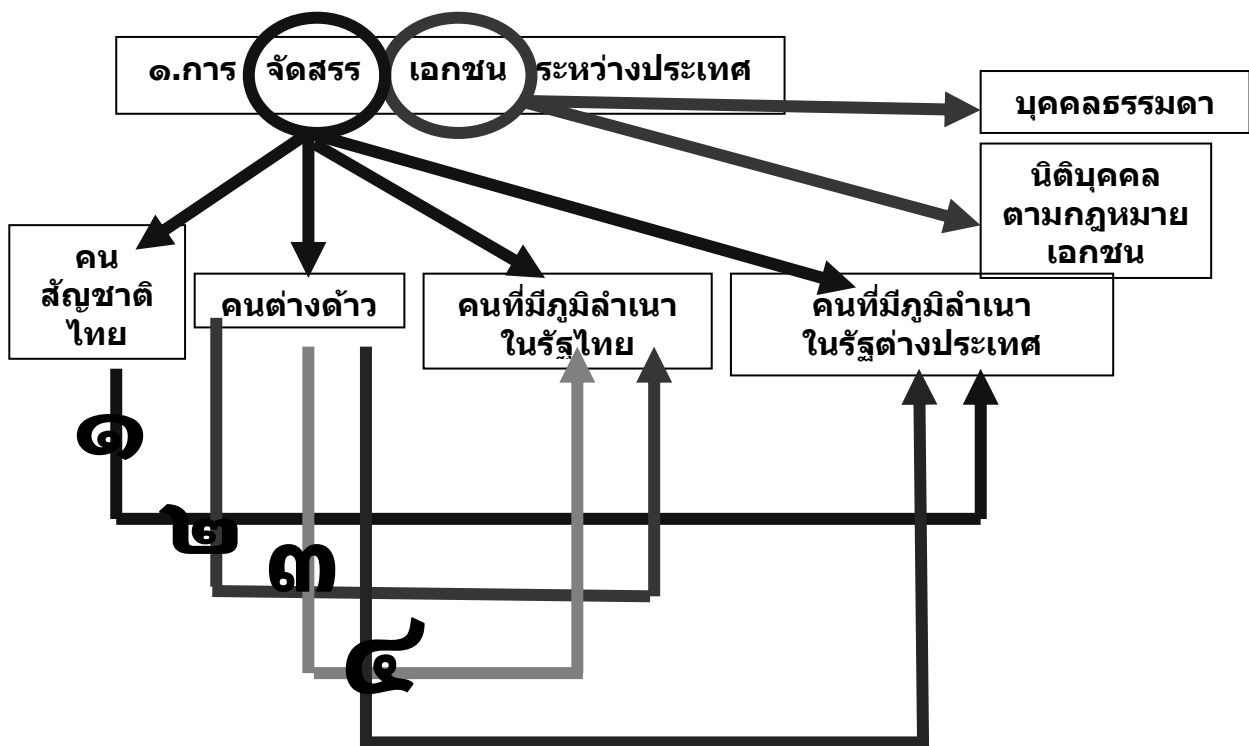 ๑.การ จัดสรร เอกชน ระหว่างประเทศ
บุคคลธรรมดา
นิติบุคคล
ตามกฎหมาย
เอกชน
คน
สัญชาติ
ไทย
คนต่างด้าว
คนที่มีภูมิลำเนา
ในรัฐไทย
คนที่มีภูมิลำเนา
ในรัฐต่างประเทศ
๑
๒
๓
๔